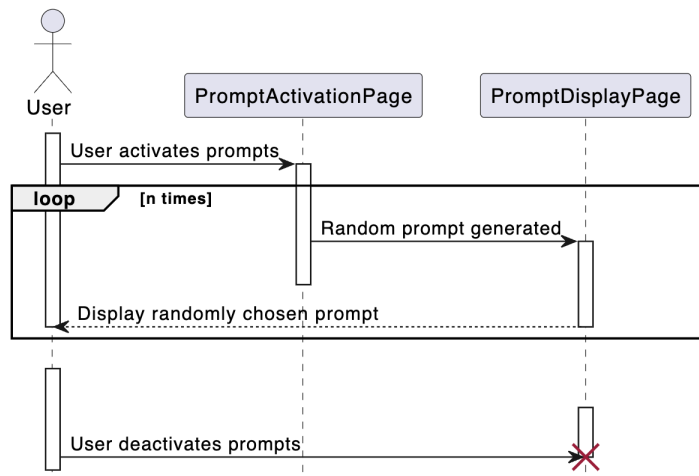 User
PromptActivationPage
PromptDisplayPage
User activates prompts
loop [n times]
Random prompt generated
Display randomly chosen prompt
User deactivates prompts